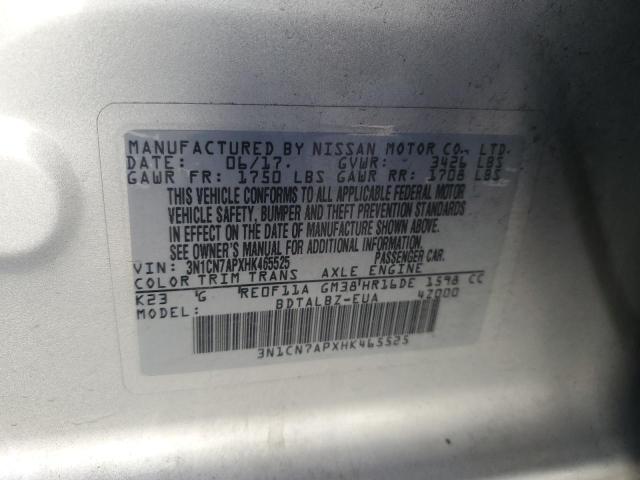 MANUFACTURED BY NISSAN MOTOR CO., LTD.
DATE: 06/17. GVWR: 3426 LBS
GAWR FR: 1750 LBS GAWR RR: 1708 LBS
THIS VEHICLE CONFORMS TO ALL APPLICABLE FEDERAL MOTOR
VEHICLE SAFETY, BUMPER AND THEFT PREVENTION STANDARDS
IN EFFECT ON THE DATE OF MANUFACTURE SHOWN ABOVE.
SEE OWNER'S MANUAL FOR ADDITIONAL INFORMATION.
VIN: 3N1CN7APXHK465525 PASSENGER CAR.
COLOR TRIM TRANS AXLE ENGINE
K23 G RE0F11A GM38 HR16DE 1598 CC
MODEL: BDTALBZ-EUA 42000
3N1CN7APXHK465525